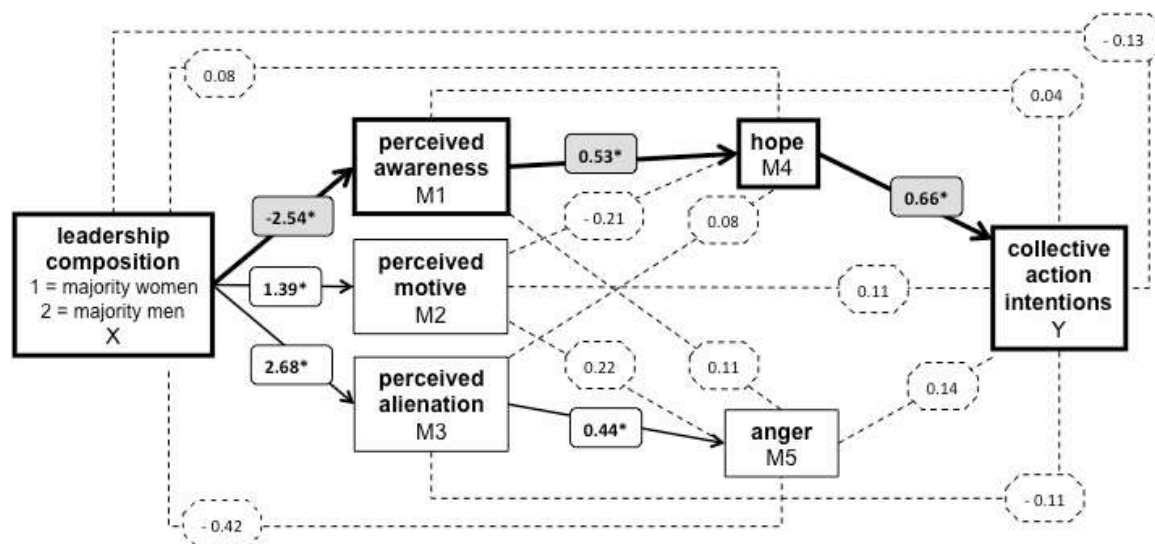 - 0.13
0.08
0.04
perceived
awareness
M1
0.53*
hope
M4
-2.54*
- 0.21
0.08
0.66*
leadership
composition
1 = majority women
2 = majority men
X
1.39*
perceived
motive
M2
0.11
collective
action
intentions
Y
2.68*
perceived
alienation
M3
0.22
0.11
0.14
0.44*
anger
M5
- 0.42
- 0.11